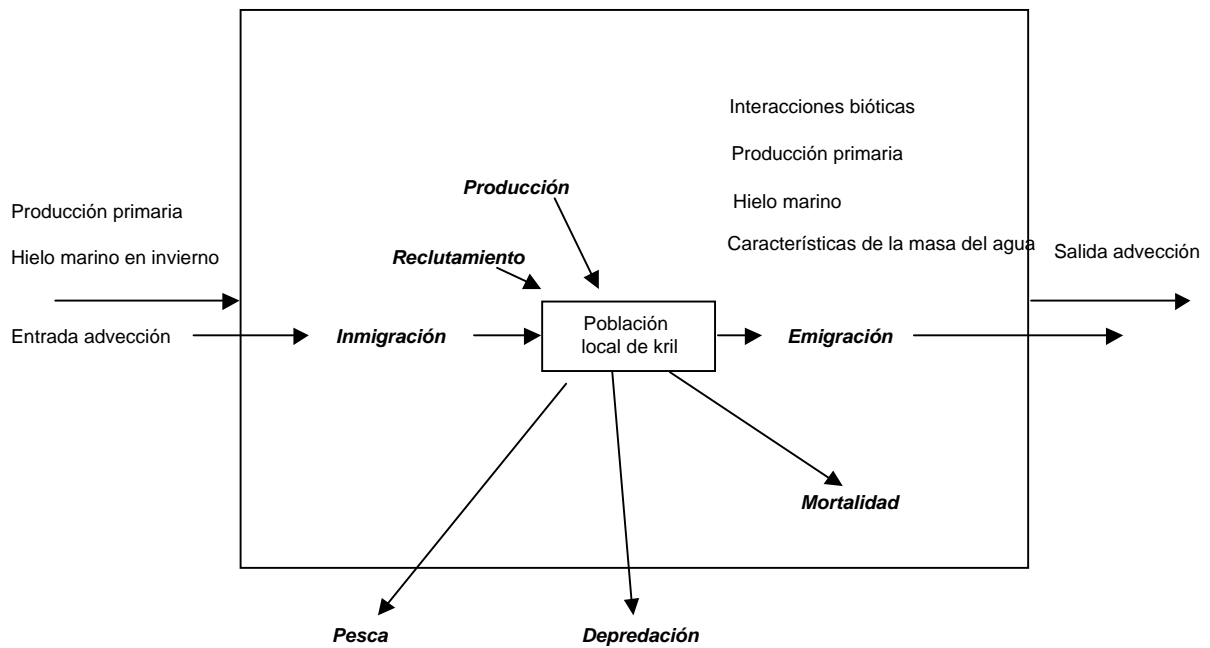 Interacciones bióticas
Producción primaria
Producción
Hielo marino
Producción primaria
Características de la masa del agua
Hielo marino en invierno
Reclutamiento
Salida advección
Entrada advección
Inmigración
Población
local de kril
Emigración
Mortalidad
Pesca
Depredación